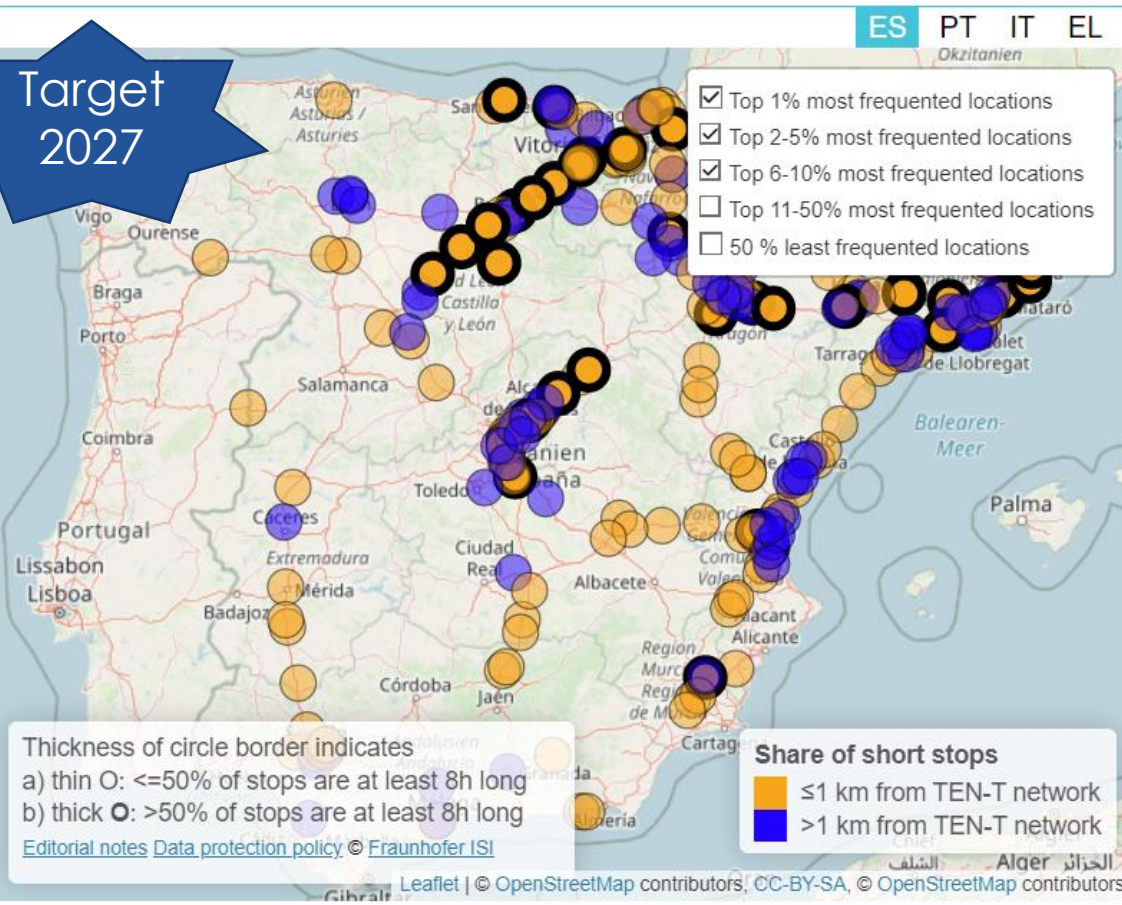 ES PT IT EL
Target
2027
Okzitanien
Asturien
Asturias /
Asturies
Top 1% most frequented locations
Top 2-5% most frequented locations
Top 6-10% most frequented locations
Top 11-50% most frequented locations
50 % least frequented locations
Vigo
Ourense
Braga
Castilla
y León
Porto
Salamanca
Coimbra
Balearen-
Meer
Toledo
Palma
Cáceres
Portugal
Ciudad
Real
Extremadura
Lissabon
Lisboa
Mérida
Albacete
Badajoz
Alicante
Region
Córdoba
Jaén
de Llobregat
Thickness of circle border indicates
a) thin O: <=50% of stops are at least 8h long
b) thick O: >50% of stops are at least 8h long
Editorial notes Data protection policy © Fraunhofer ISI
Share of short stops
≤1 km from TEN-T network
>1 km from TEN-T network
الشلف
Alger الجزائر
Leaflet | © OpenStreetMap contributors, CC-BY-SA, © OpenStreetMap contributors
Gibraltar